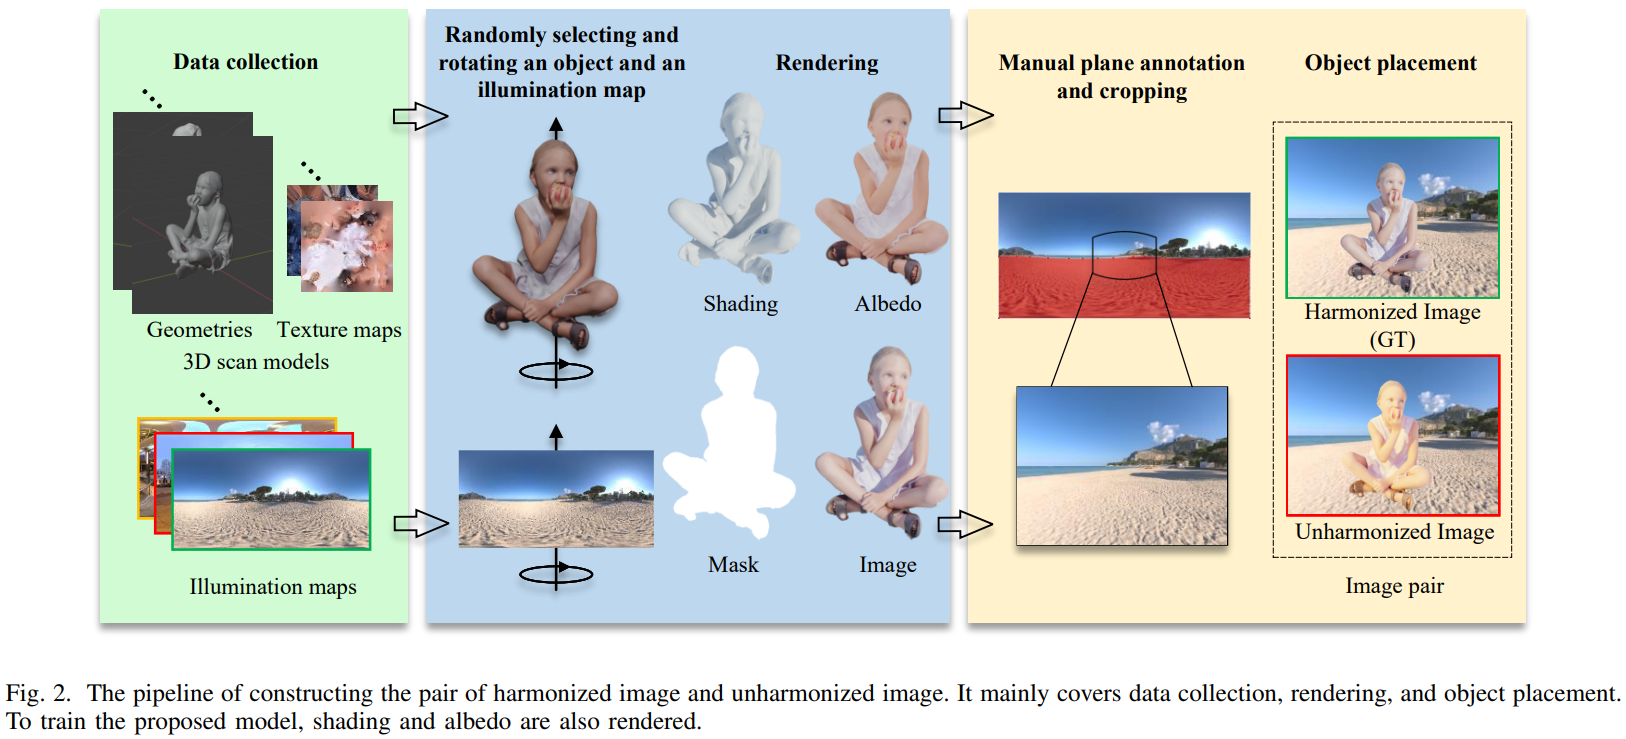 Data collection
Geometries
Texture maps
3D scan models
Illumination maps
Randomly selecting and
rotating an object and an
illumination map
Rendering
Shading
Albedo
Mask
Image
Manual plane annotation
and cropping
Object placement
Harmonized Image
(GT)
Unharmonized Image
Image pair
Fig. 2. The pipeline of constructing the pair of harmonized image and unharmonized image. It mainly covers data collection, rendering, and object placement.
To train the proposed model, shading and albedo are also rendered.